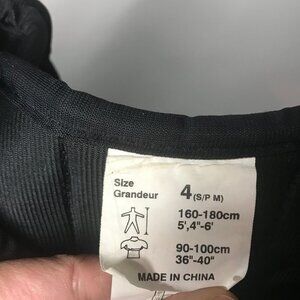 Size
Grandeur
4 (S/P M)
160-180cm
5',4"-6'
90-100cm
36"-40"
MADE IN CHINA